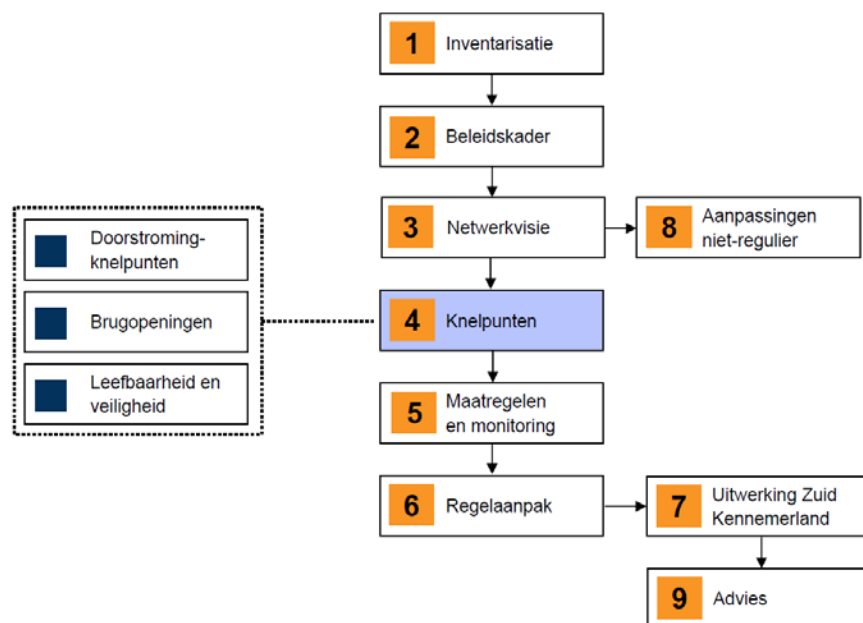 1 Inventarisatie
2 Beleidskader
3 Netwerkvisie
8 Aanpassingen
niet-regulier
Doorstroming-
knelpunten
Brugopeningen
Leefbaarheid en
veiligheid
4 Knelpunten
5 Maatregelen
en monitoring
6 Regelaanpak
7 Uitwerking Zuid
Kennemerland
9 Advies